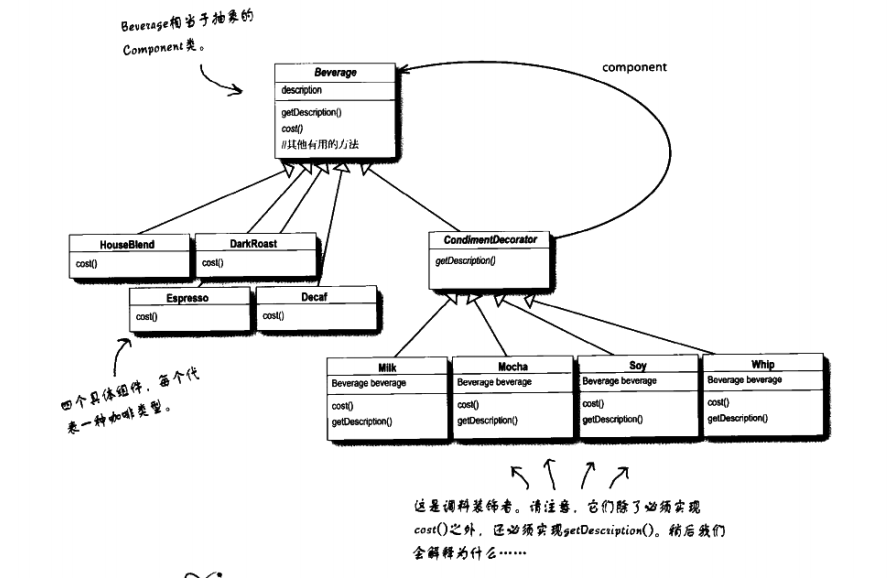 Beverage相当于抽象的
Component类。
component
Beverage
description
getDescription()
cost()
//其他有用的方法
HouseBlend
cost()
DarkRoast
cost()
CondimentDecorator
getDescription()
Espresso
cost()
Decaf
cost()
四个具体组件，每个代
表一种咖啡类型。
Milk
Beverage beverage
cost()
getDescription()
Mocha
Beverage beverage
cost()
getDescription()
Soy
Beverage beverage
cost()
getDescription()
Whip
Beverage beverage
cost()
getDescription()
这是调料装饰者。请注意，它们除了必须实现
cost()之外，还必须实现getDescription()。稍后我们
会解释为什么……